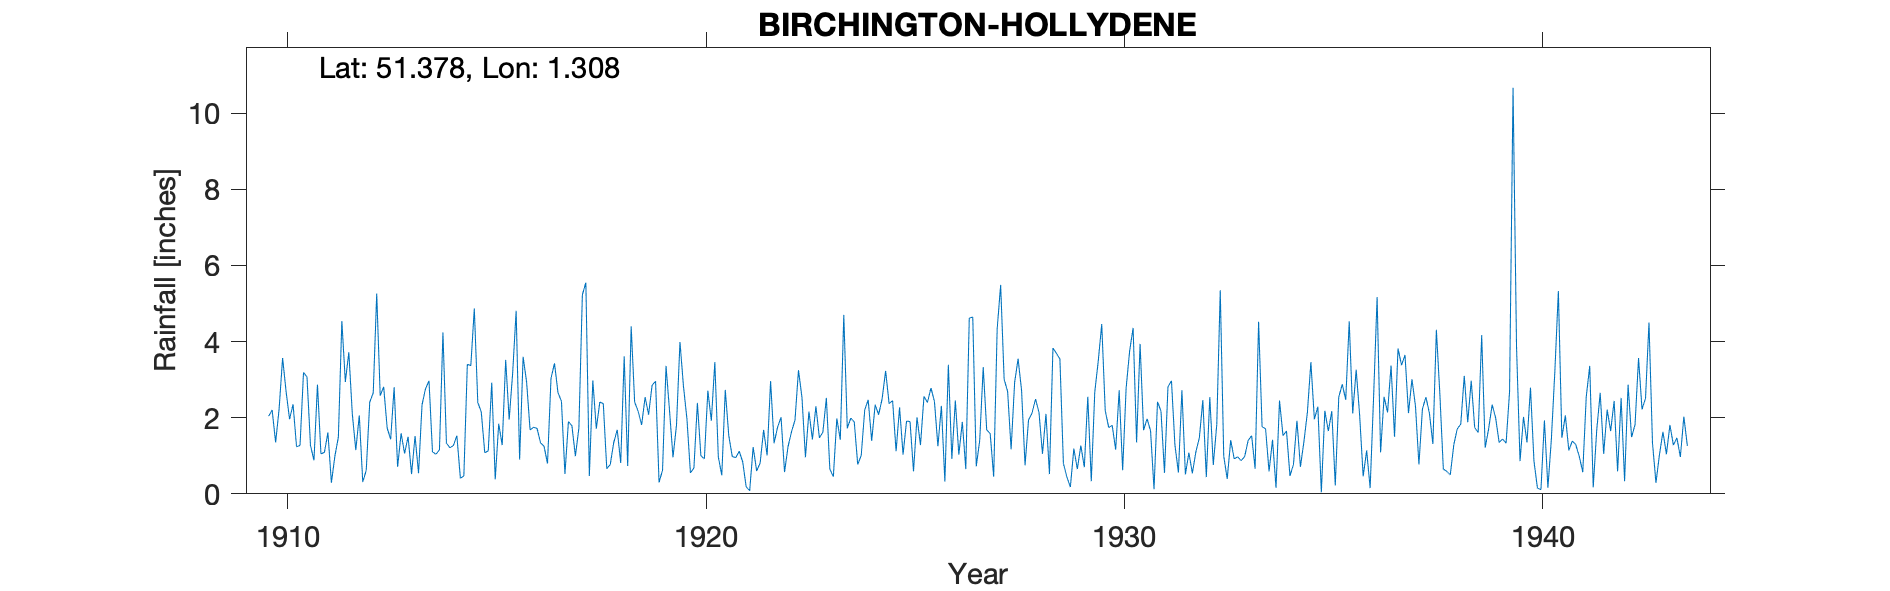 BIRCHINGTON-HOLLYDENE
Lat: 51.378, Lon: 1.308
Rainfall [inches]
10
8
6
4
2
0
1910 1920 1930 1940
Year